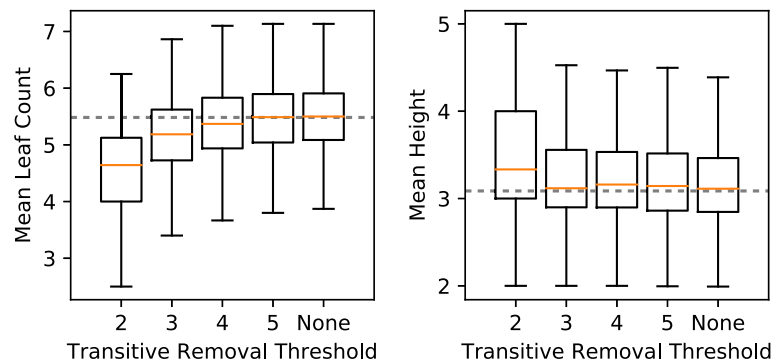 Mean Leaf Count
7
6
5
4
3
2 3 4 5 None
Transitive Removal Threshold
Mean Height
5
4
3
2
2 3 4 5 None
Transitive Removal Threshold